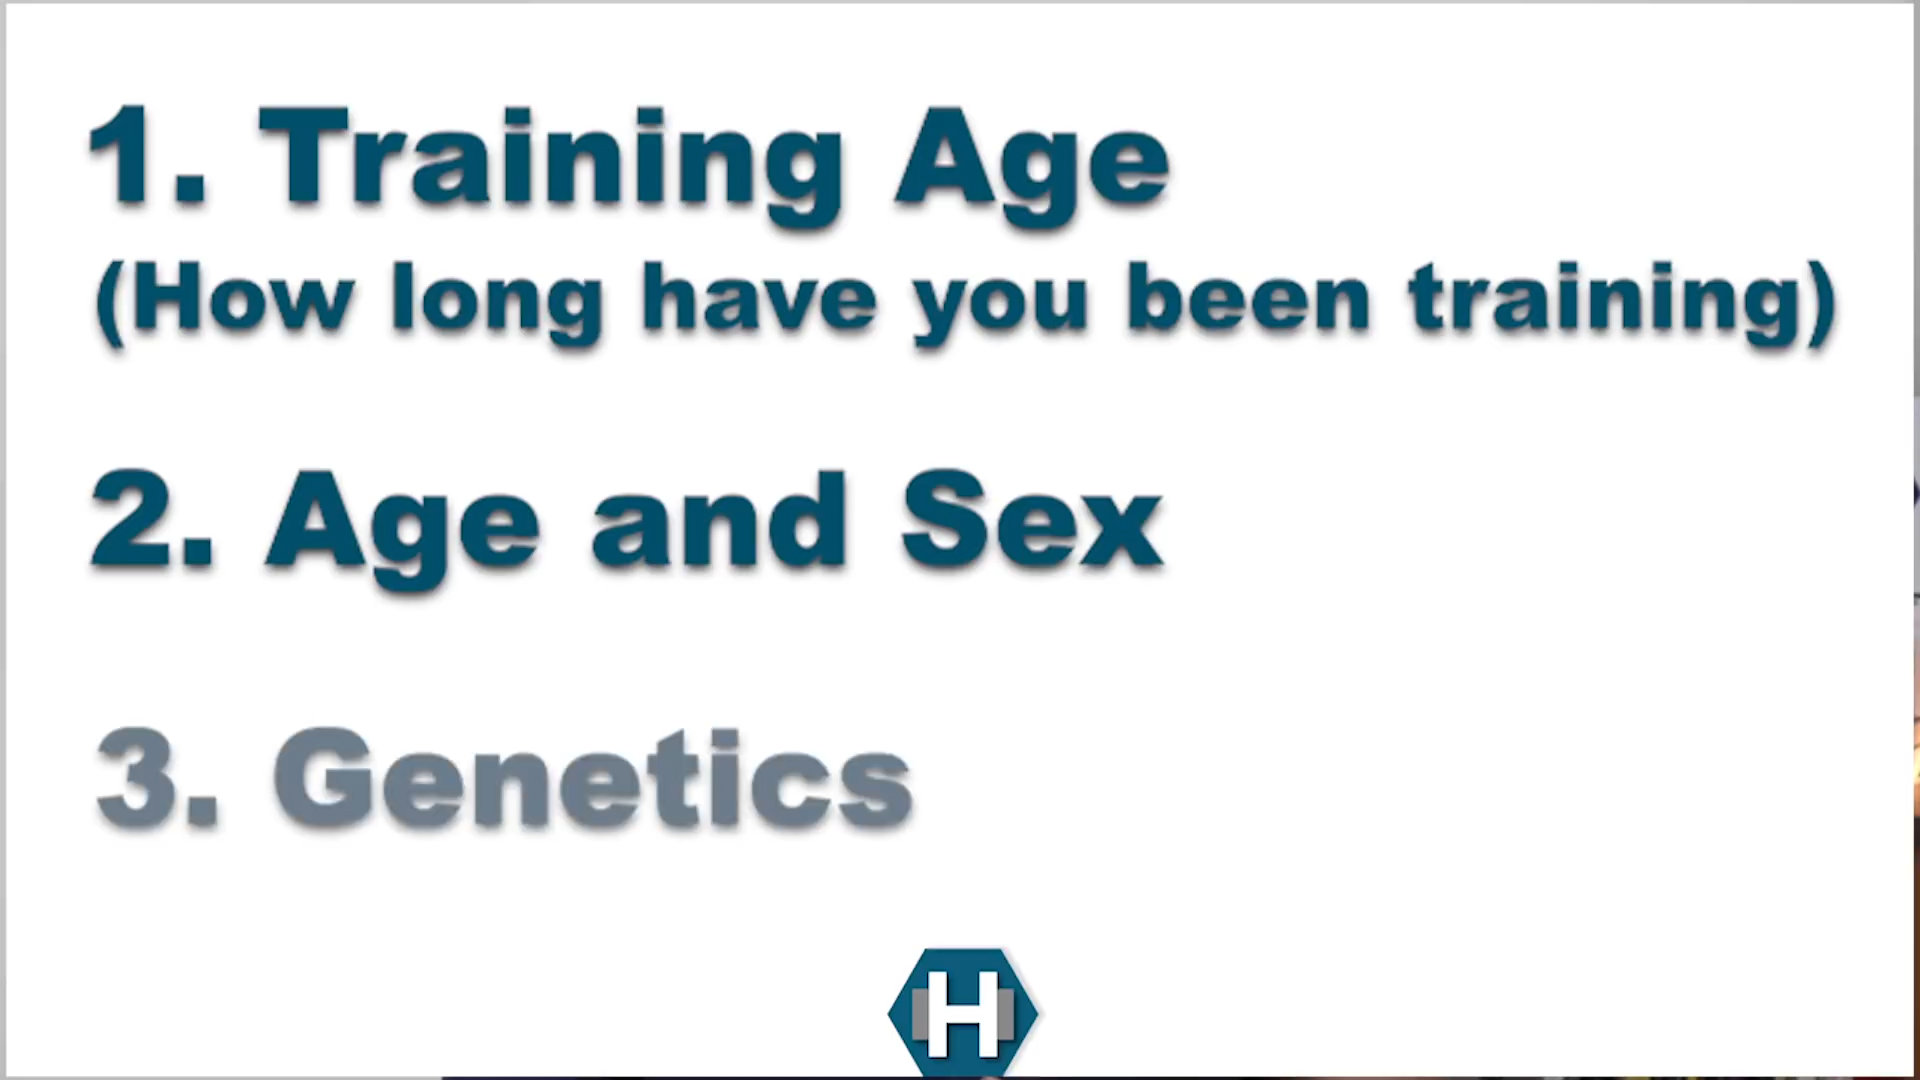 1. Training Age
(How long have you been training)
2. Age and Sex
3. Genetics
H